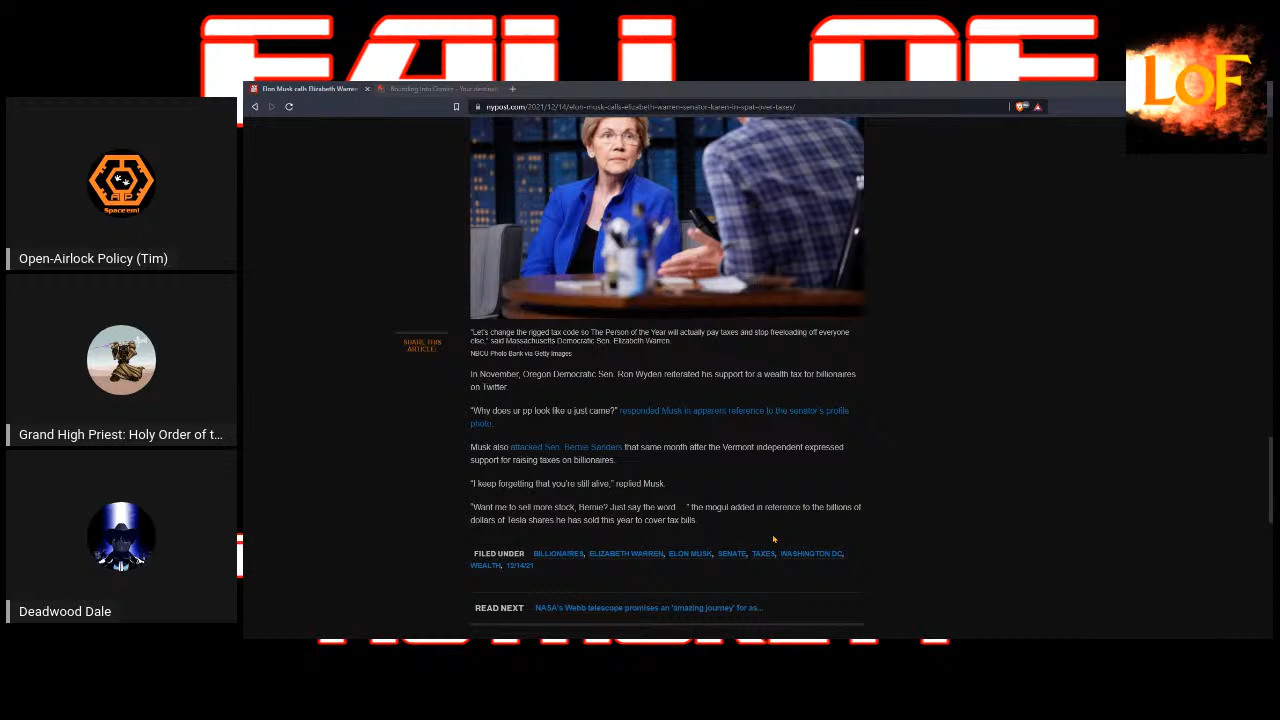 FALL OF
LoF
Elon Musk calls Elizabeth Warren
Bounding Into Comics - Your destinat
nypost.com/2021/12/14/elon-musk-calls-elizabeth-warren-senator-karen-in-spat-over-taxes/
ATP
Space'em!
Open-Airlock Policy (Tim)
Grand High Priest: Holy Order of t...
Deadwood Dale
SHARE THIS
ARTICLE:
"Let's change the rigged tax code so The Person of the Year will actually pay taxes and stop freeloading off everyone
else," said Massachusetts Democratic Sen. Elizabeth Warren.
NBCU Photo Bank via Getty Images
In November, Oregon Democratic Sen. Ron Wyden reiterated his support for a wealth tax for billionaires
on Twitter.
"Why does ur pp look like u just came?" responded Musk in apparent reference to the senator's profile
photo.
Musk also attacked Sen. Bernie Sanders that same month after the Vermont independent expressed
support for raising taxes on billionaires.
"I keep forgetting that you're still alive," replied Musk.
"Want me to sell more stock, Bernie? Just say the word " the mogul added in reference to the billions of
dollars of Tesla shares he has sold this year to cover tax bills.
FILED UNDER BILLIONAIRES, ELIZABETH WARREN, ELON MUSK, SENATE, TAXES, WASHINGTON DC,
WEALTH, 12/14/21
READ NEXT NASA's Webb telescope promises an 'amazing journey' for as...